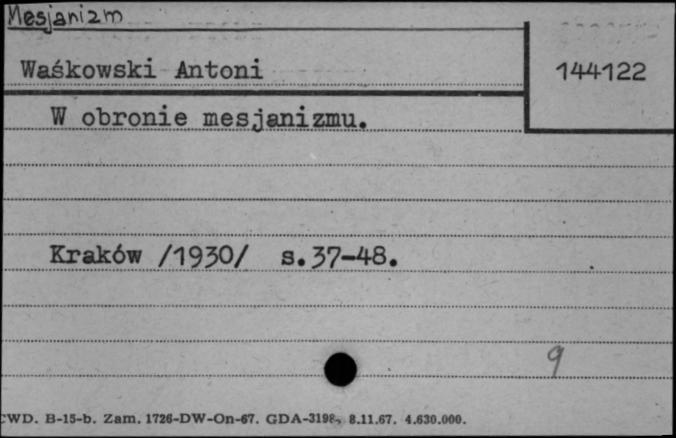 Mesjanizm
Waśkowski Antoni
144122
W obronie mesjanizmu.
Kraków /1930/ s.37-48.
9
CWD. B-15-b. Zam. 1726-DW-On-67. GDA-3198, 8.11.67. 4.630.000.